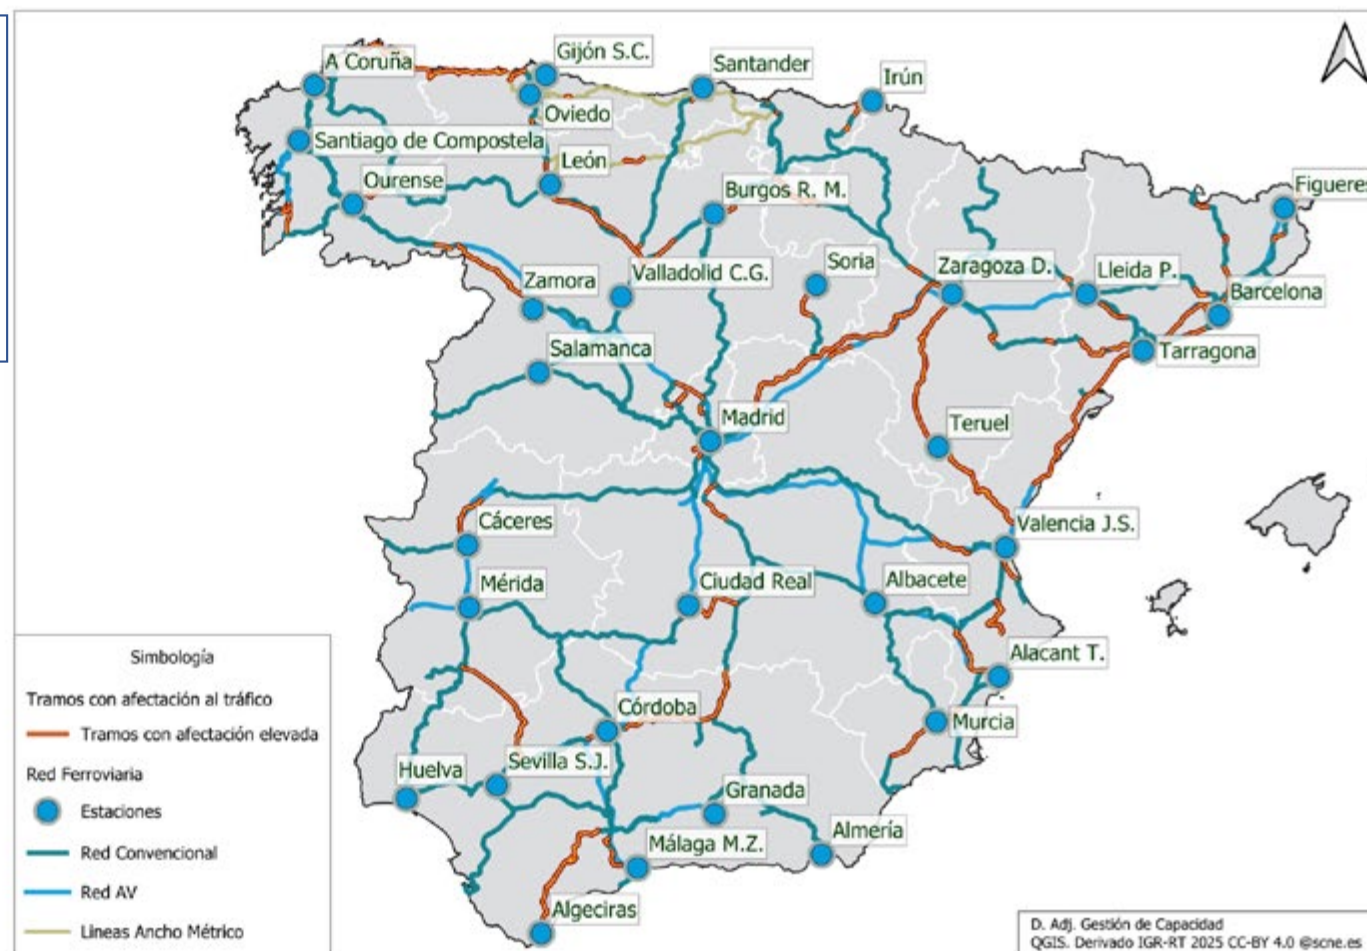 A Coruña
Gijón S.C.
Santander
Irún
Oviedo
Santiago de Compostela
León
Ourense
Burgos R. M.
Figueres
Soria
Zaragoza D.
Lleida P.
Zamora
Valladolid C.G.
Barcelona
Salamanca
Tarragona
Madrid
Teruel
Cáceres
Valencia J.S.
Mérida
Ciudad Real
Albacete
Alacant T.
Córdoba
Murcia
Huelva
Sevilla S.J.
Granada
Almería
Málaga M.Z.
Algeciras
Simbología
Tramos con afectación al tráfico
Tramos con afectación elevada
Red Ferroviaria
Estaciones
Red Convencional
Red AV
Lineas Ancho Métrico
D. Adj. Gestión de Capacidad
QGIS. Derivado IGR-RT 2025 CC-BY 4.0 @scne.es